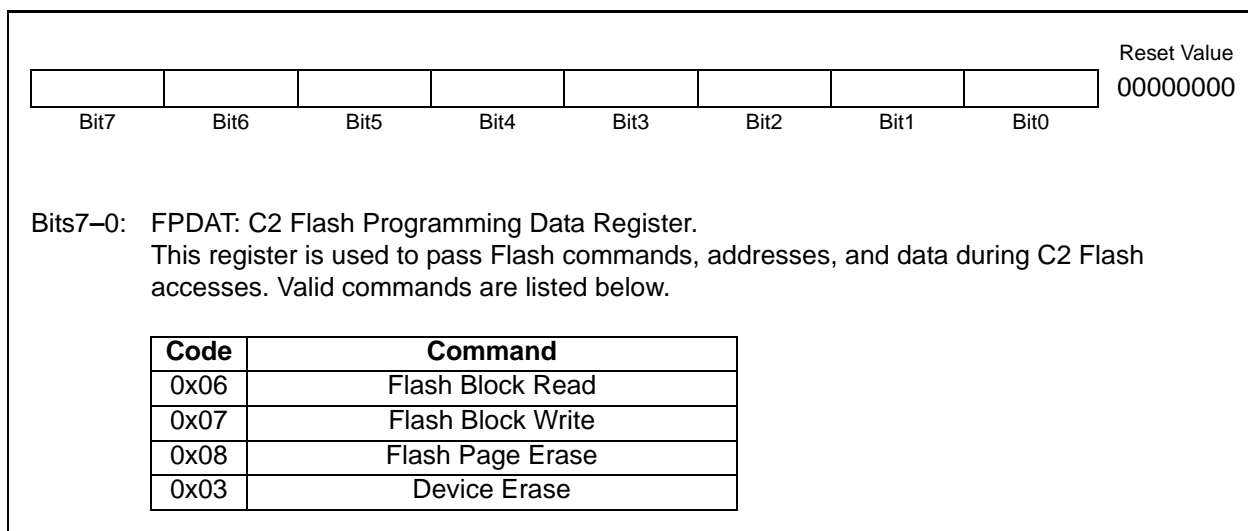 Reset Value
00000000
Bit7 Bit6 Bit5 Bit4 Bit3 Bit2 Bit1 Bit0
Bits7–0: FPDAT: C2 Flash Programming Data Register.
This register is used to pass Flash commands, addresses, and data during C2 Flash
accesses. Valid commands are listed below.
Code Command
0x06 Flash Block Read
0x07 Flash Block Write
0x08 Flash Page Erase
0x03 Device Erase